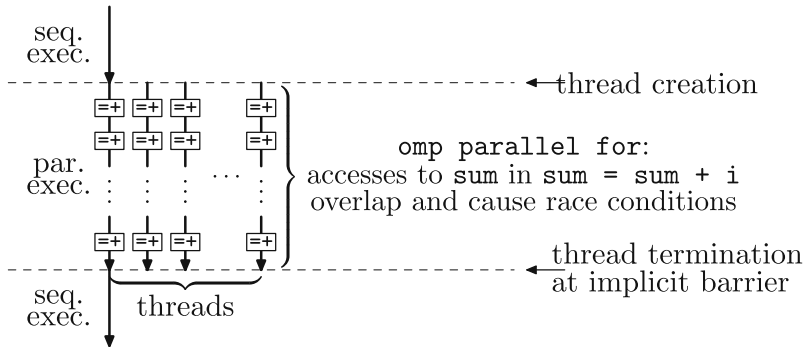 seq.
exec.
thread creation
=+ =+ =+ =+
=+ =+ =+ =+
par.
exec.
...
omp parallel for:
accesses to sum in sum = sum + i
overlap and cause race conditions
=+ =+ =+ =+
thread termination
at implicit barrier
seq.
exec.
threads